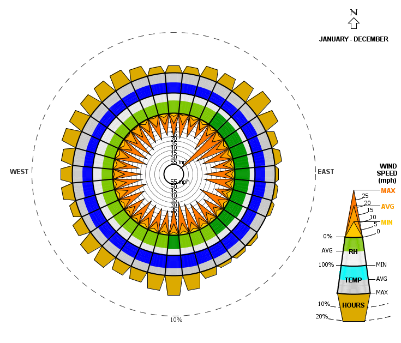 N
JANUARY - DECEMBER
WEST
EAST
10%
WIND
SPEED
(mph)
MAX
25
20
AVG
15
10
MIN
5
0
0%
AVG
RH
100%
MIN
TEMP
AVG
MAX
10%
HOURS
20%